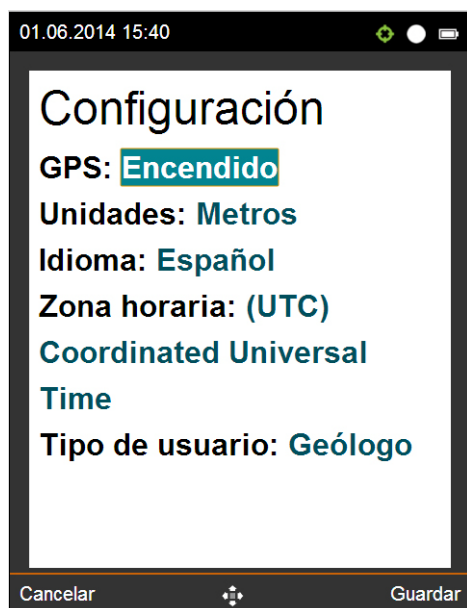 01.06.2014 15:40
Configuración
GPS: Encendido
Unidades: Metros
Idioma: Español
Zona horaria: (UTC)
Coordinated Universal
Time
Tipo de usuario: Geólogo
Cancelar Guardar